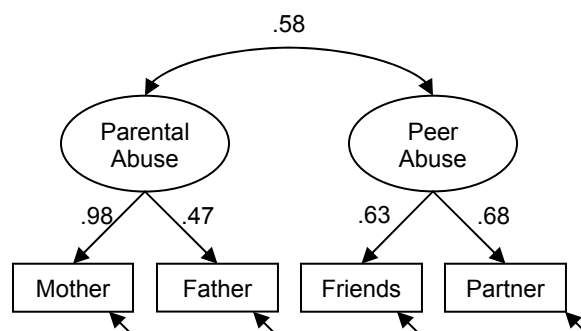 .58
Parental
Abuse
Peer
Abuse
.98
.47
.63
.68
Mother
Father
Friends
Partner